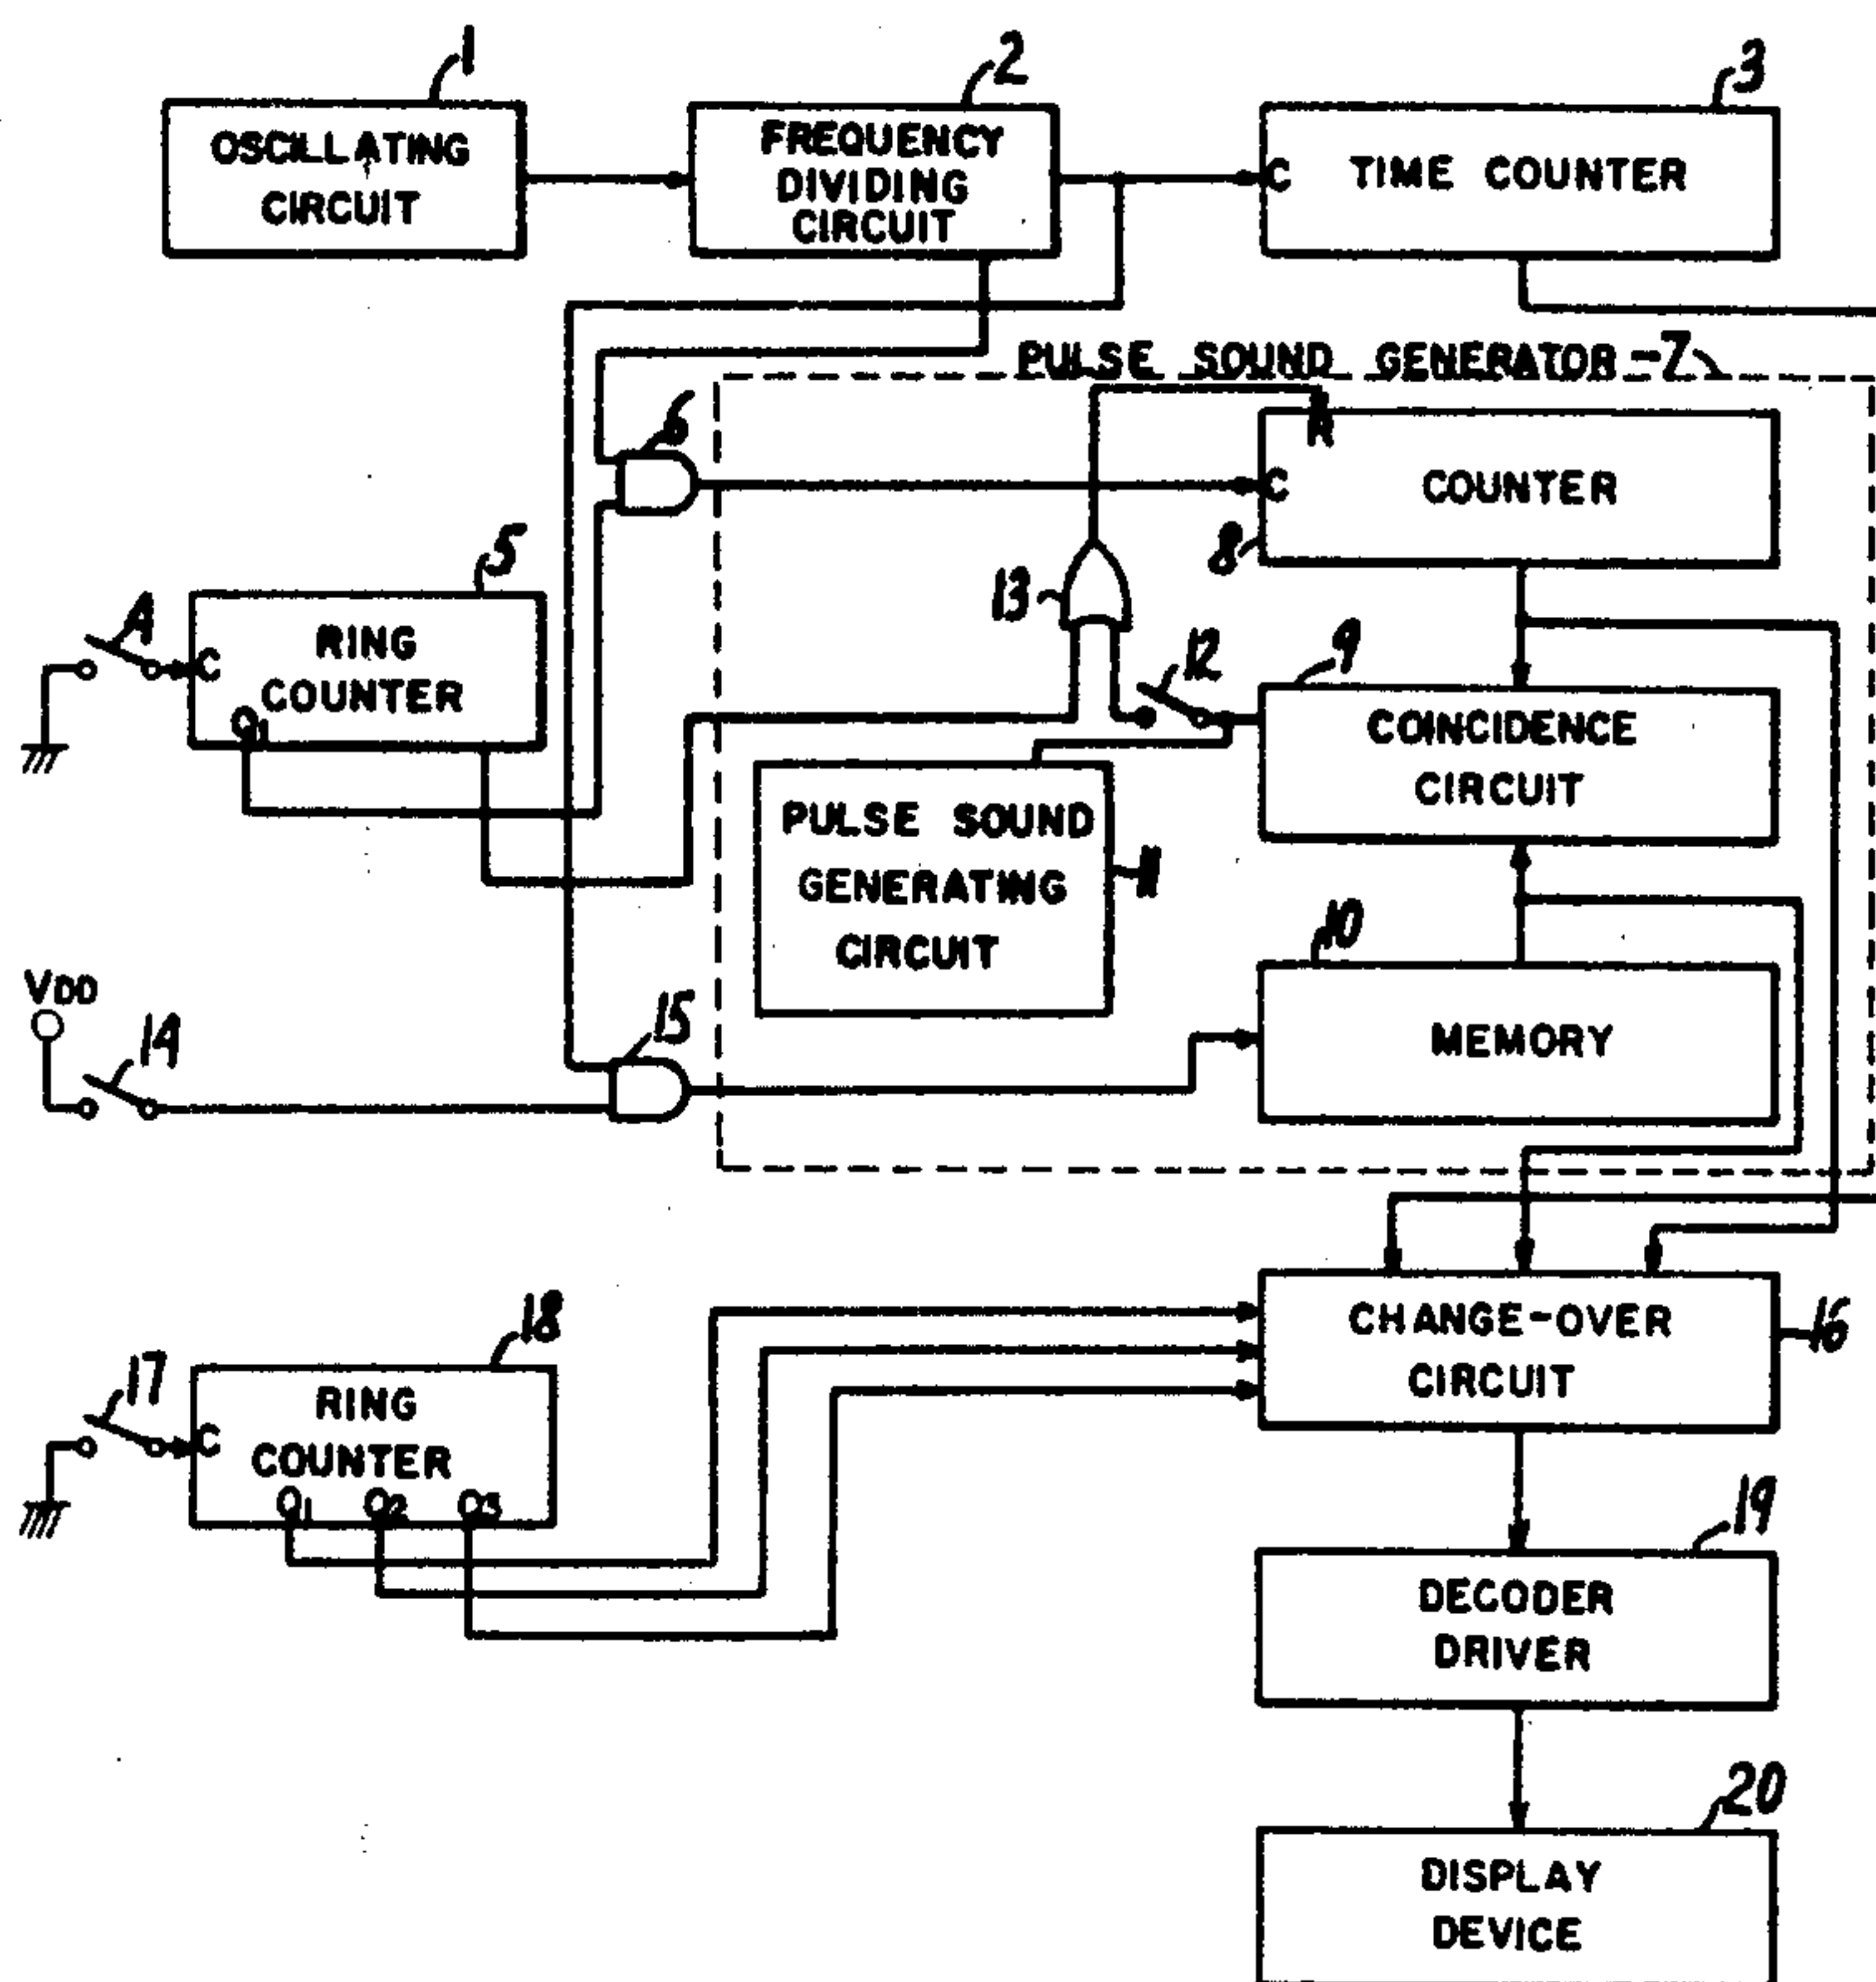 1
2
3
OSCILLATING
CIRCUIT
FREQUENCY
DIVIDING
CIRCUIT
C TIME COUNTER
PULSE SOUND GENERATOR -7
6
R
C COUNTER
8
5
13
A
C RING
COUNTER
Q1
12
9
COINCIDENCE
CIRCUIT
PULSE SOUND
GENERATING
CIRCUIT
11
10
MEMORY
VDD
14
15
CHANGE-OVER
CIRCUIT
16
18
17
C RING
COUNTER
Q1 Q2 Q3
19
DECODER
DRIVER
20
DISPLAY
DEVICE